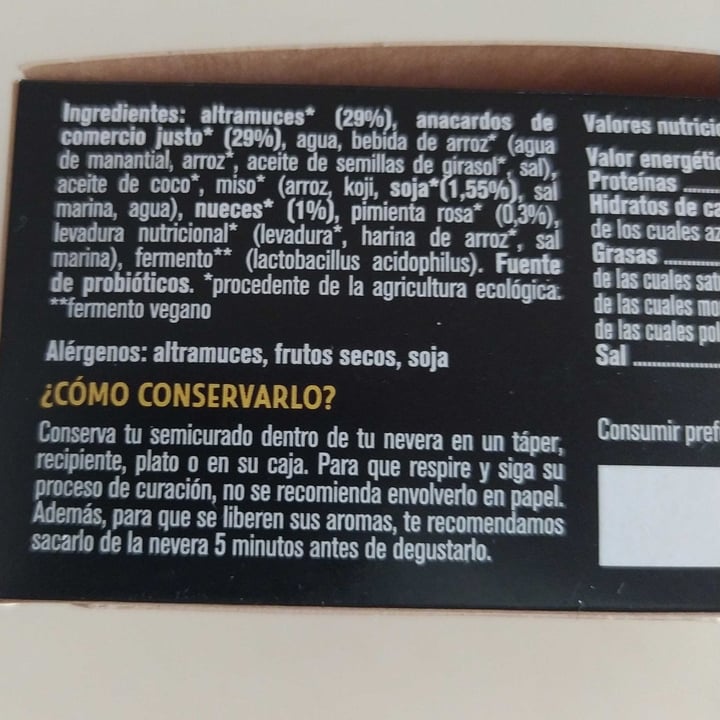 Ingredientes: altramuces* (29%), anacardos de
comercio justo* (29%), agua, bebida de arroz* (agua
de manantial, arroz*, aceite de semillas de girasol*, sal),
aceite de coco*, miso* (arroz, koji, soja*(1,55%), sal
marina, agua), nueces* (1%), pimienta rosa* (0,3%),
levadura nutricional* (levadura*, harina de arroz*, sal
marina), fermento** (lactobacillus acidophilus). Fuente
de probióticos. *procedente de la agricultura ecológica.
**fermento vegano
Alérgenos: altramuces, frutos secos, soja
¿CÓMO CONSERVARLO?
Conserva tu semicurado dentro de tu nevera en un táper,
recipiente, plato o en su caja. Para que respire y siga su
proceso de curación, no se recomienda envolverlo en papel.
Además, para que se liberen sus aromas, te recomendamos
sacarlo de la nevera 5 minutos antes de degustarlo.
Valores nutrici
Valor energétic
Proteínas
Hidratos de ca
de los cuales az
Grasas
de las cuales sat
de las cuales mo
de las cuales pol
Sal
Consumir pref